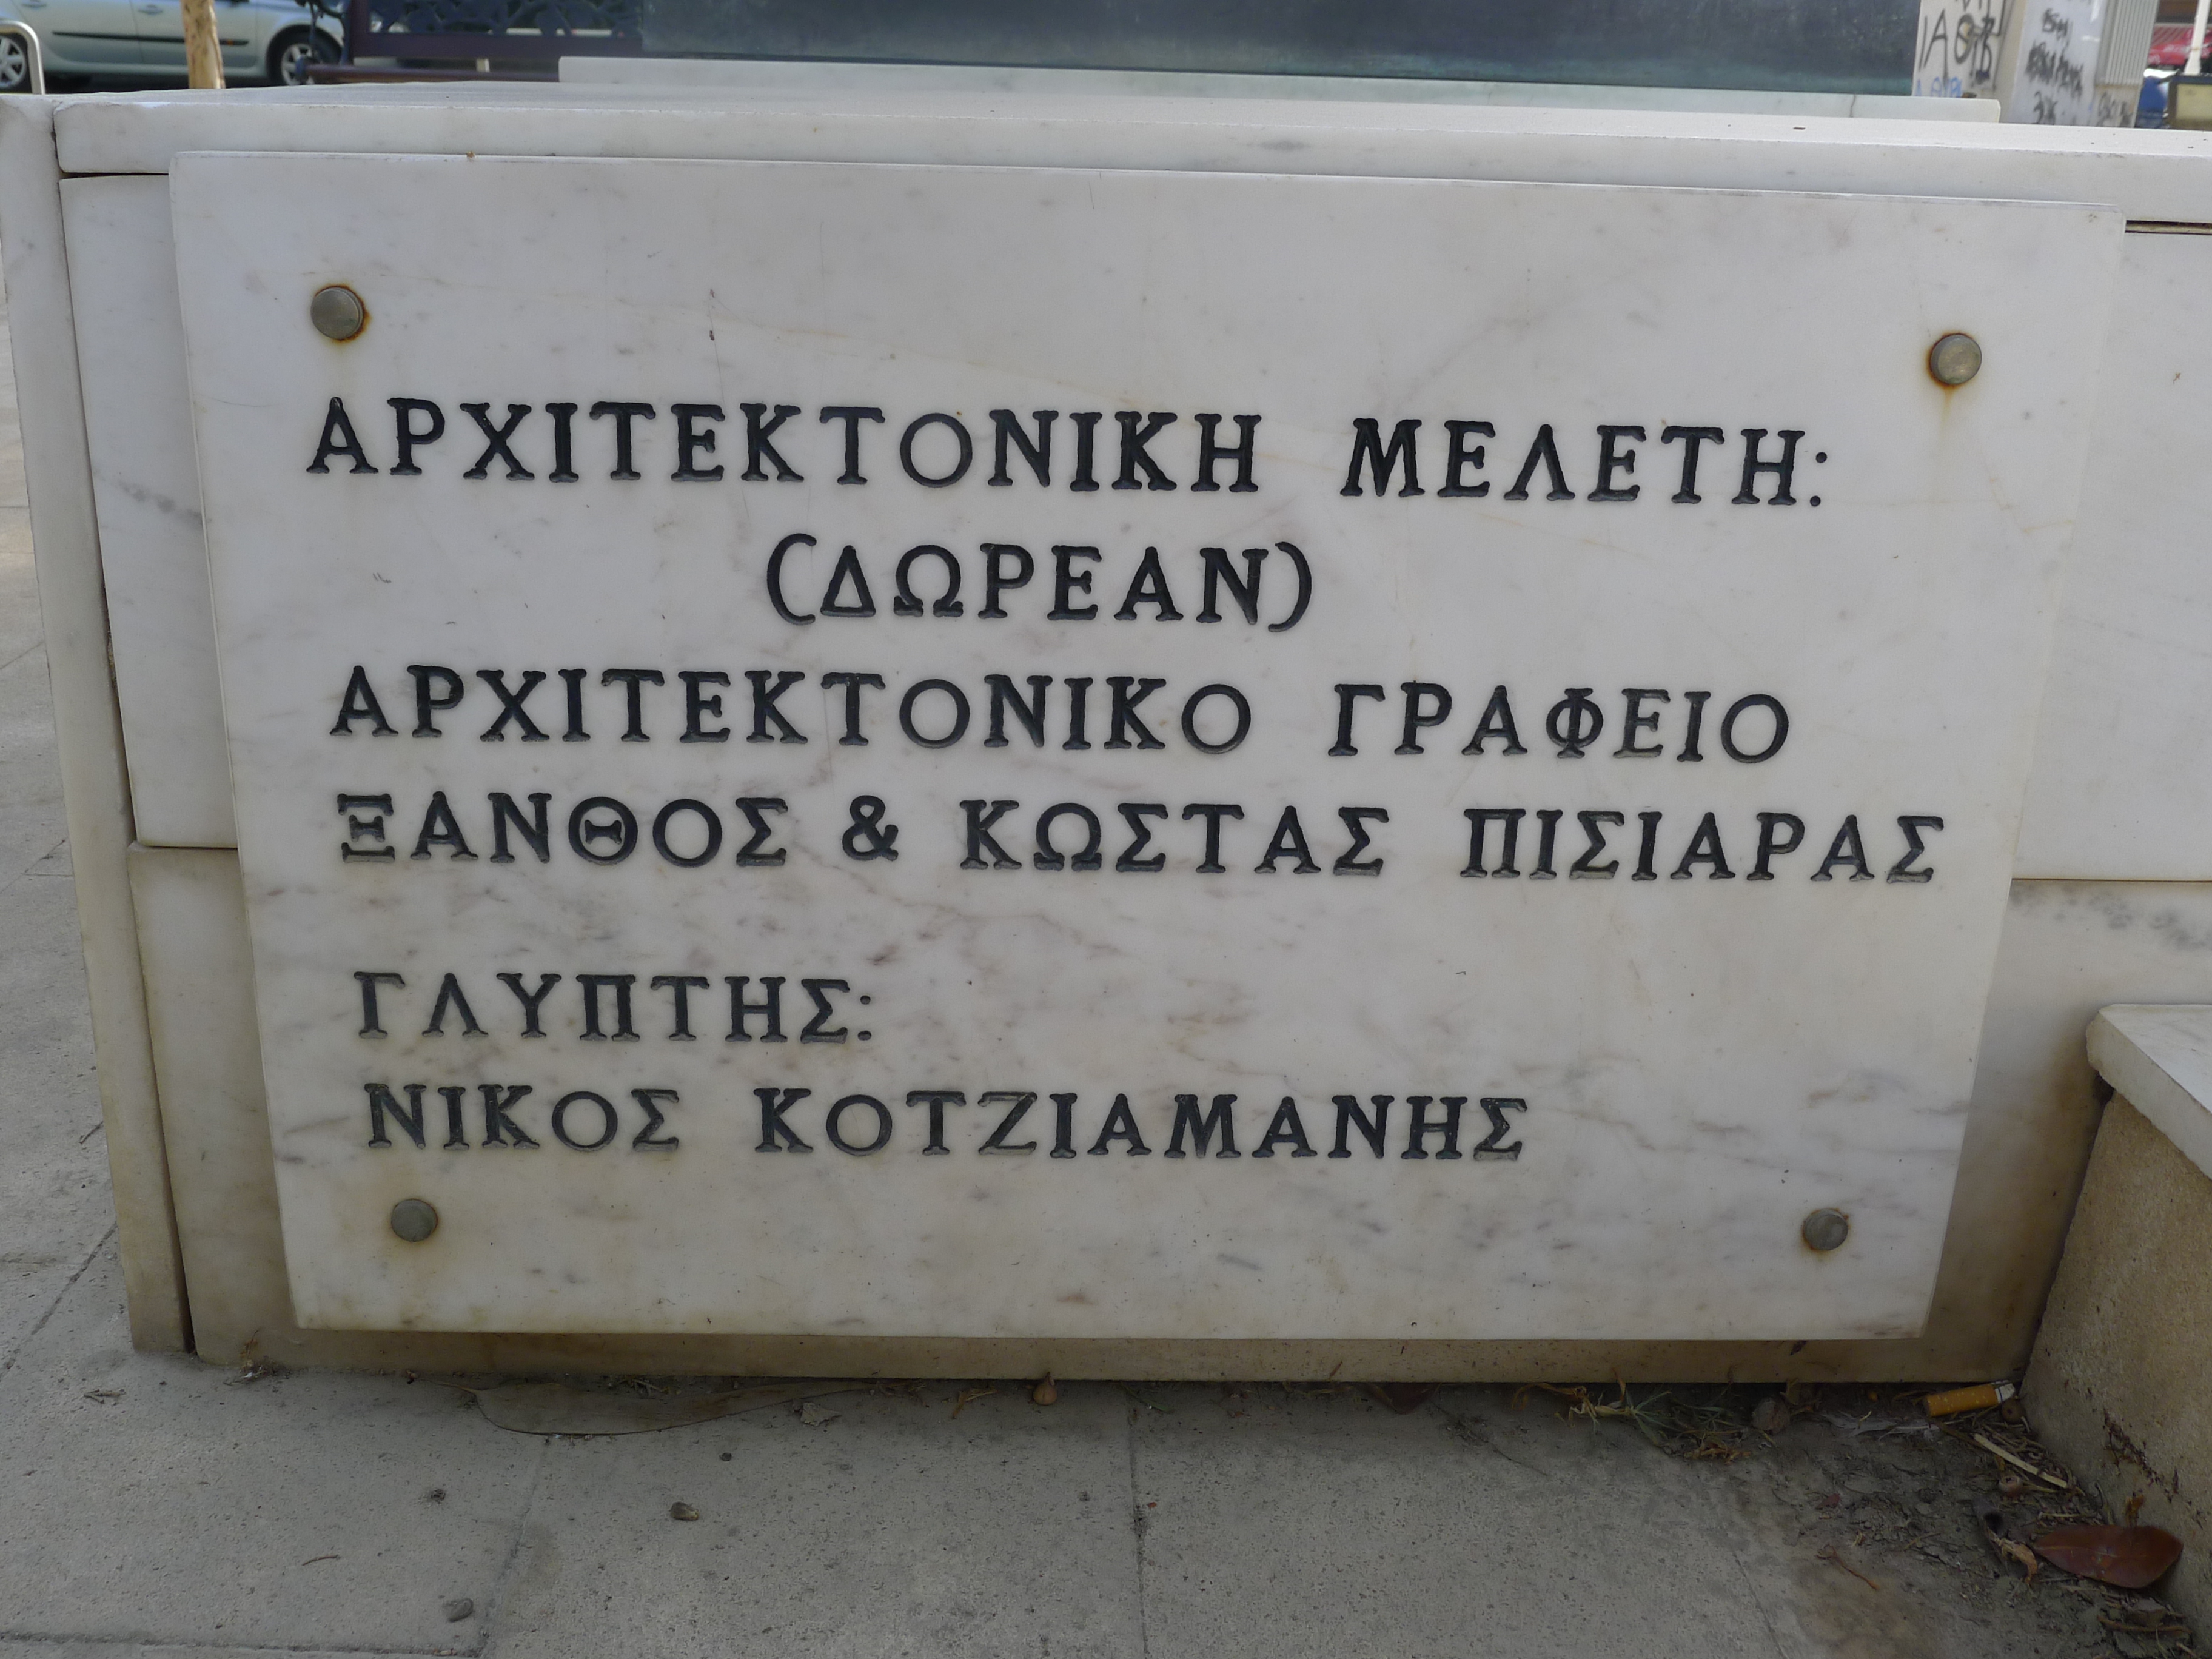 ΑΡΧΙΤΕΚΤΟΝΙΚΗ ΜΕΛΕΤΗ:
(ΔΩΡΕΑΝ)
ΑΡΧΙΤΕΚΤΟΝΙΚΟ ΓΡΑΦΕΙΟ
ΞΑΝΘΟΣ & ΚΩΣΤΑΣ ΠΙΣΙΑΡΑΣ
ΓΛΥΠΤΗΣ:
ΝΙΚΟΣ ΚΟΤΖΙΑΜΑΝΗΣ